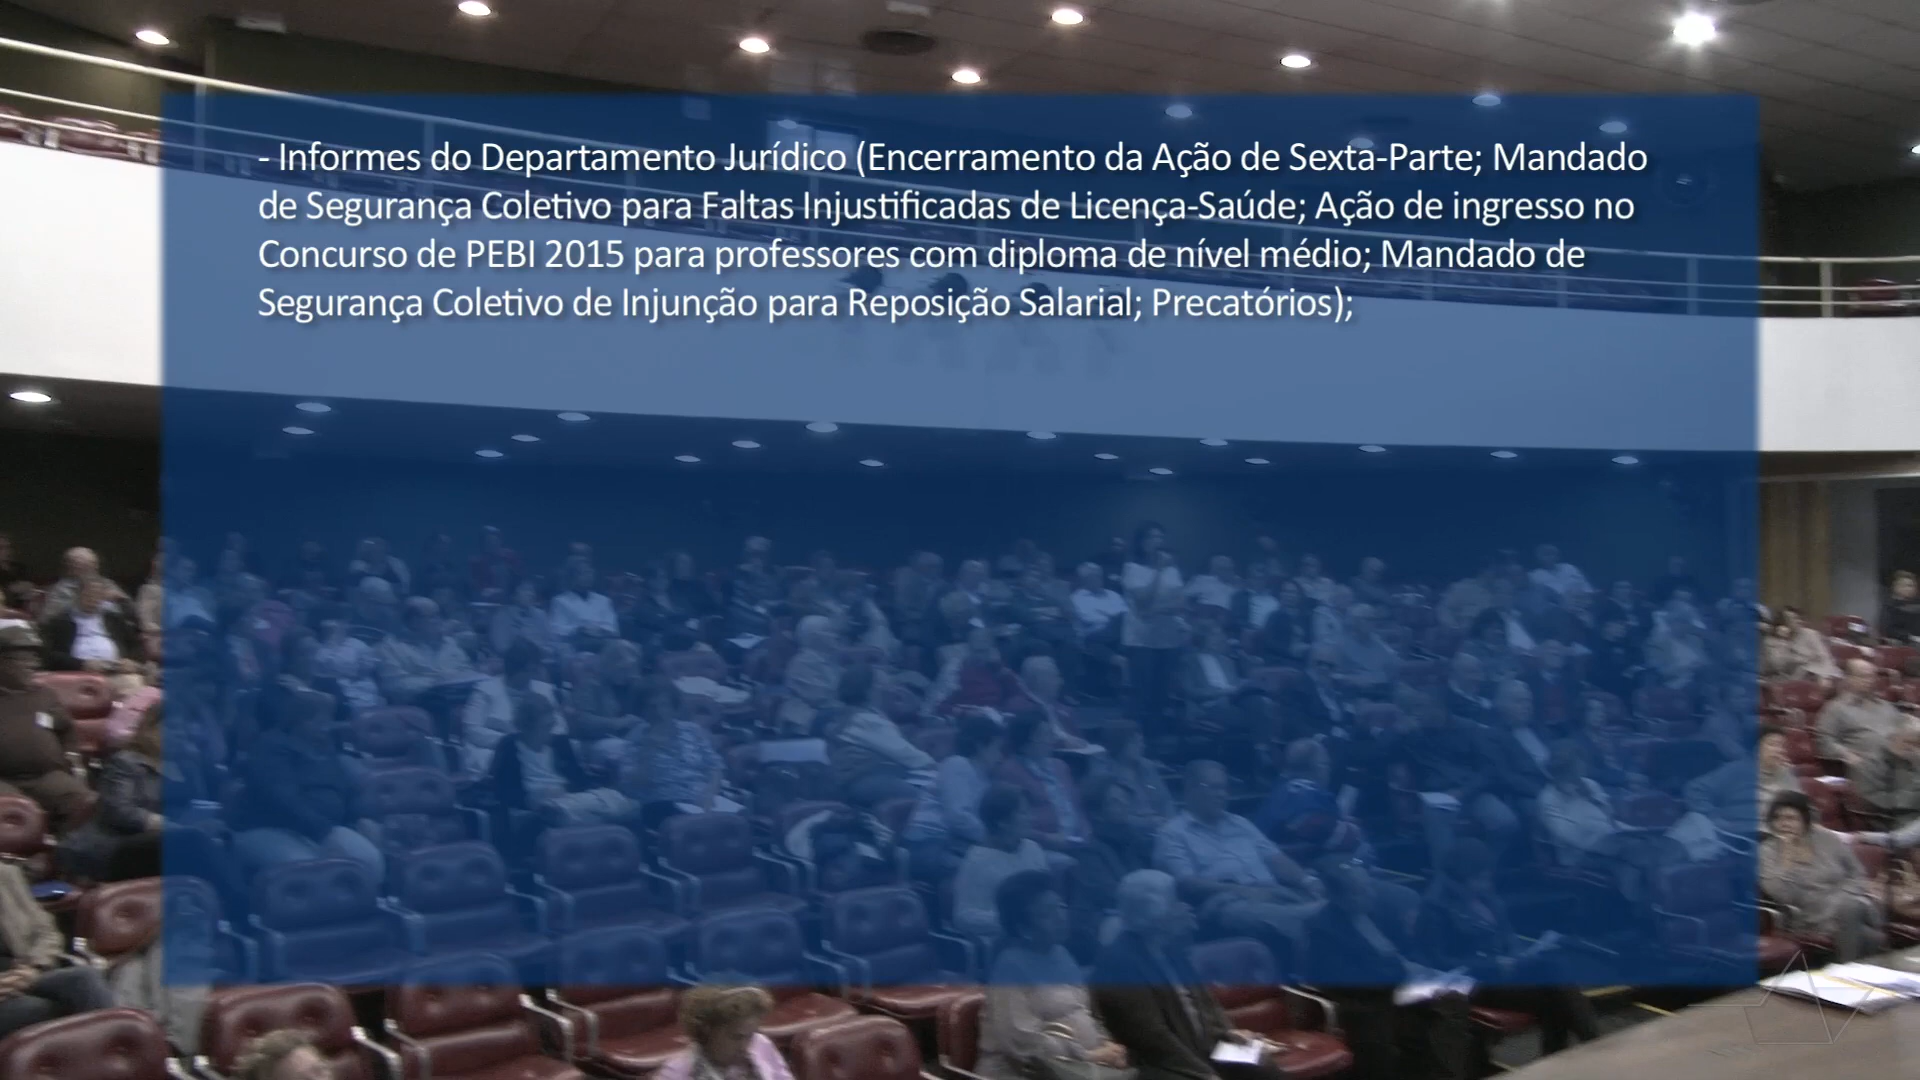 - Informes do Departamento Jurídico (Encerramento da Ação de Sexta-Parte; Mandado
de Segurança Coletivo para Faltas Injustificadas de Licença-Saúde; Ação de ingresso no
Concurso de PEBI 2015 para professores com diploma de nível médio; Mandado de
Segurança Coletivo de Injunção para Reposição Salarial; Precatórios);